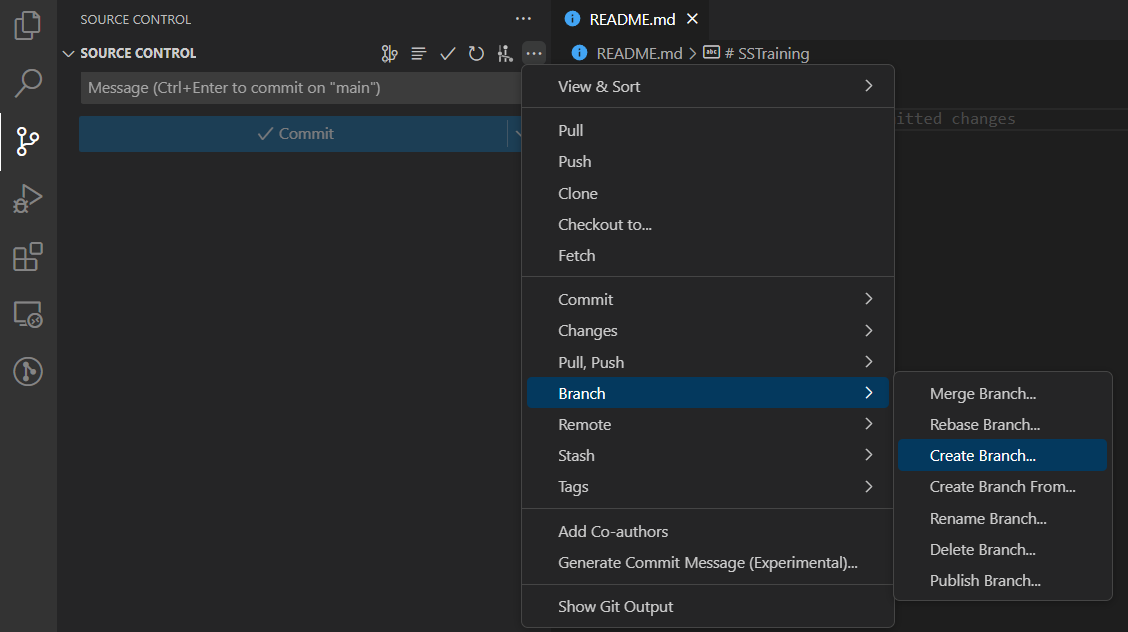 SOURCE CONTROL
README.md
SOURCE CONTROL
README.md > # SSTraining
Message (Ctrl+Enter to commit on "main")
Commit
itted changes
View & Sort
Pull
Push
Clone
Checkout to...
Fetch
Commit
Changes
Pull, Push
Branch
Remote
Stash
Tags
Add Co-authors
Generate Commit Message (Experimental)...
Show Git Output
Merge Branch...
Rebase Branch...
Create Branch...
Create Branch From...
Rename Branch...
Delete Branch...
Publish Branch...